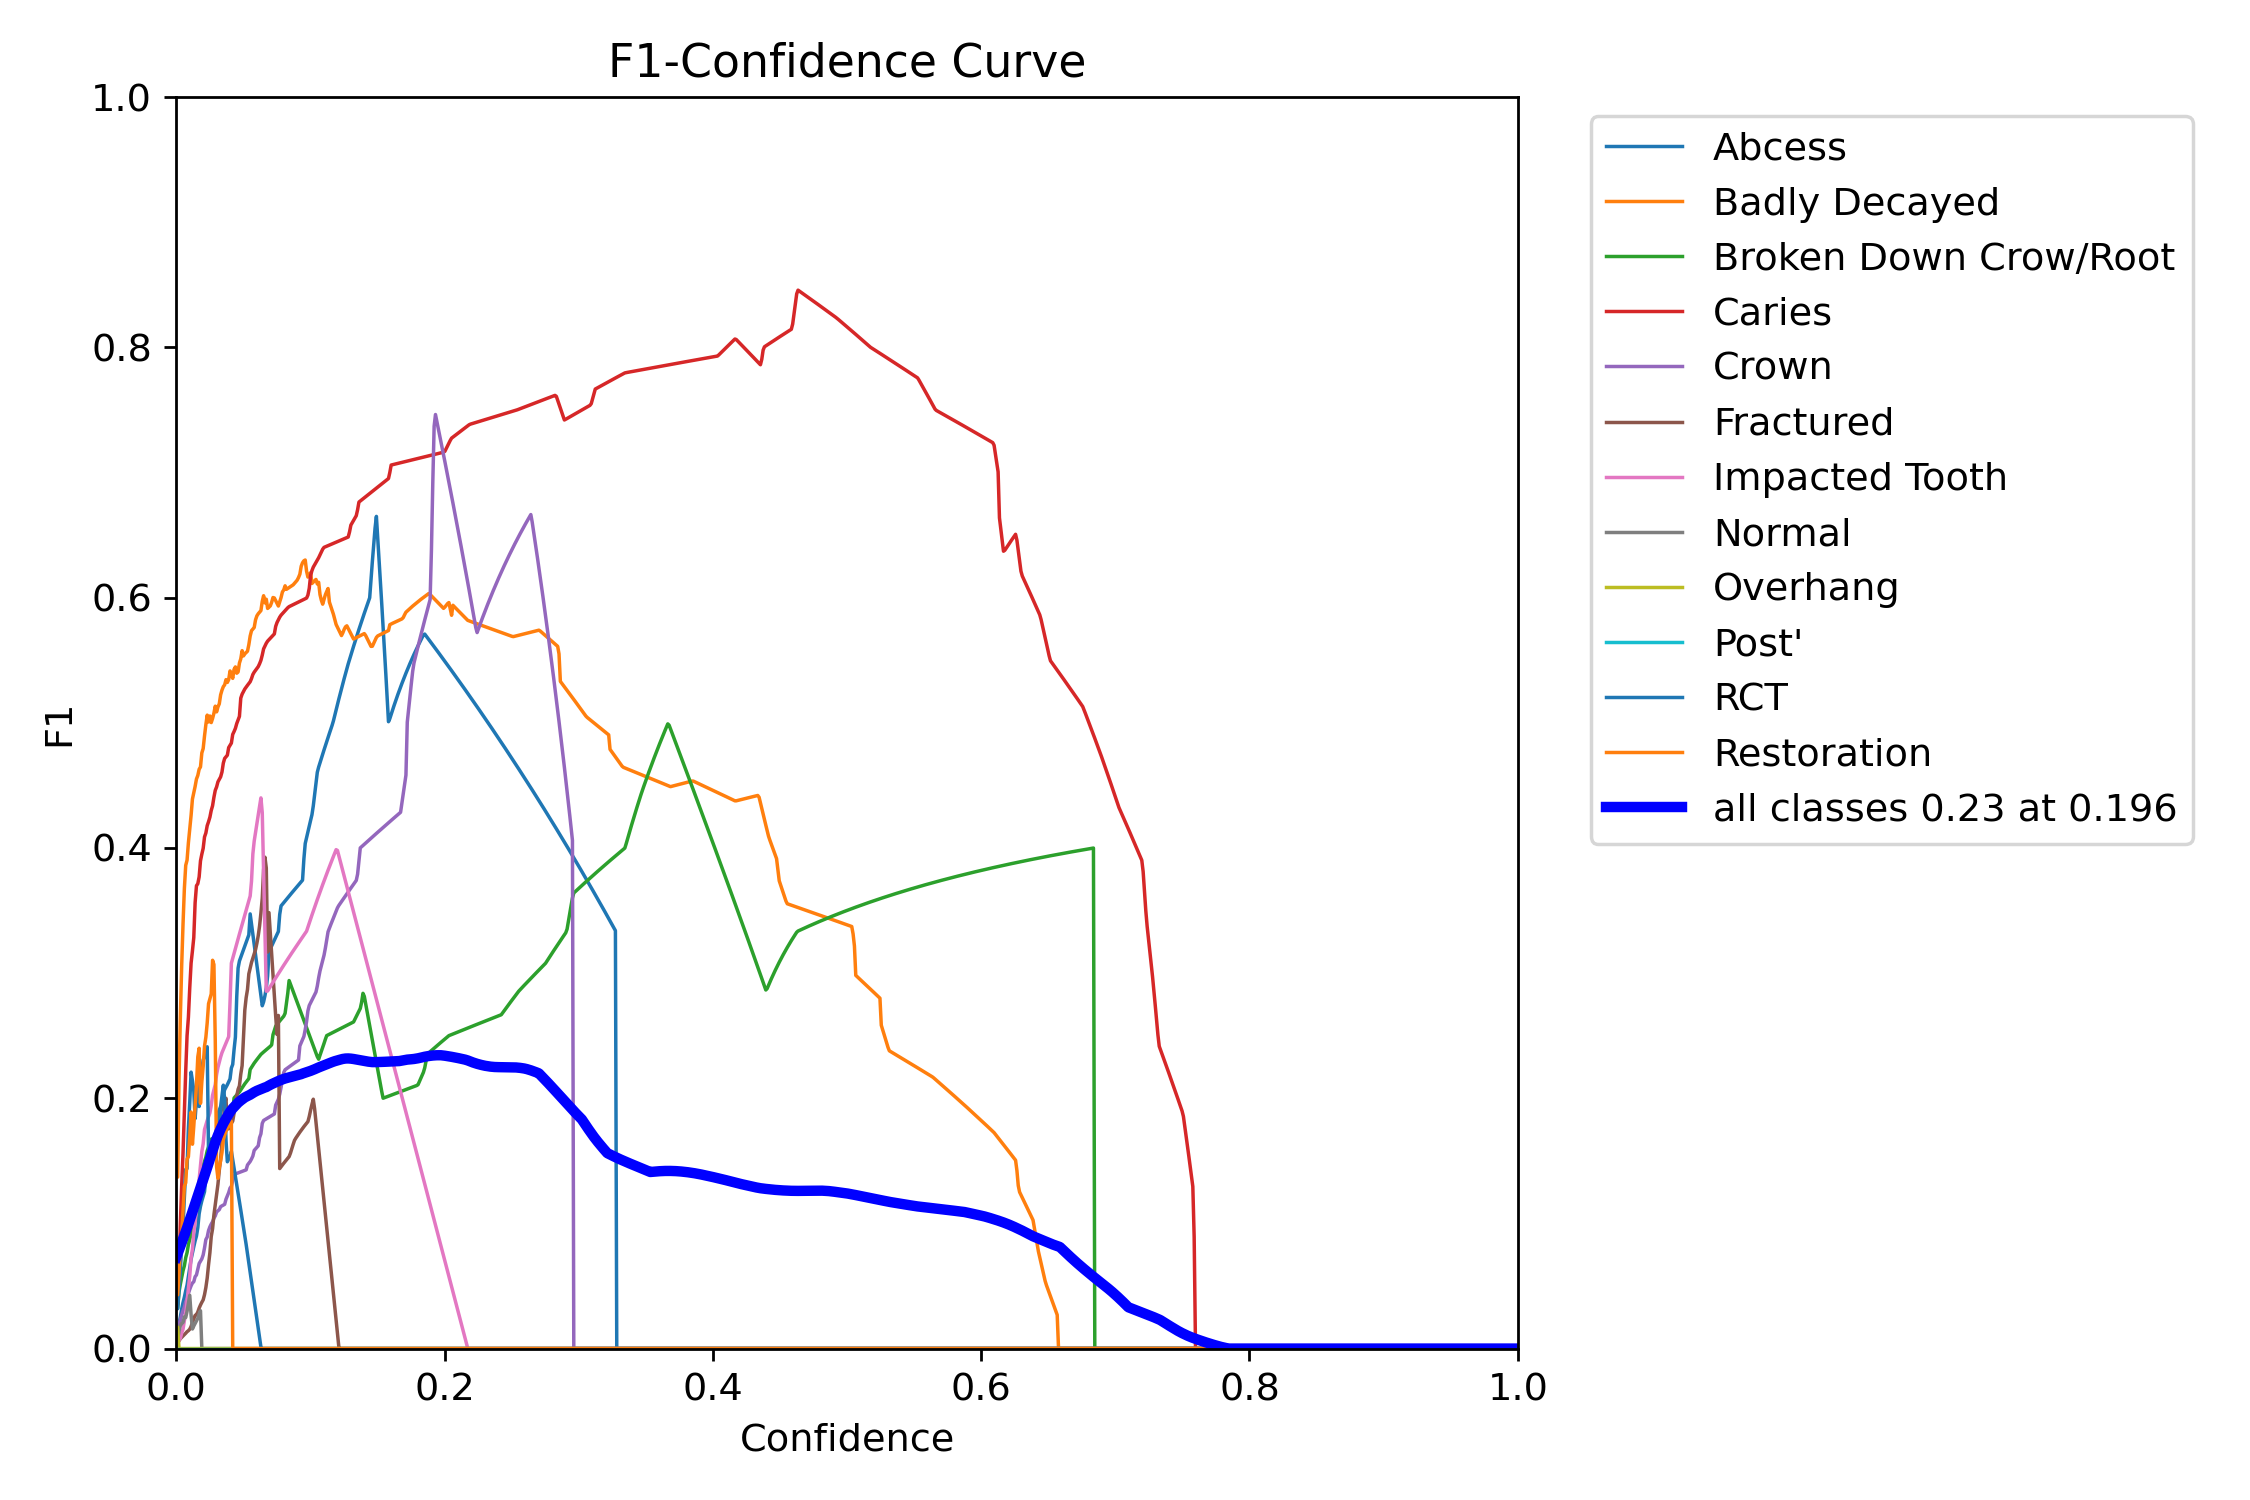 F1-Confidence Curve
1.0
0.8
0.6
0.4
0.2
0.0
F1
0.0 0.2 0.4 0.6 0.8 1.0
Confidence
Abcess
Badly Decayed
Broken Down Crow/Root
Caries
Crown
Fractured
Impacted Tooth
Normal
Overhang
Post'
RCT
Restoration
all classes 0.23 at 0.196